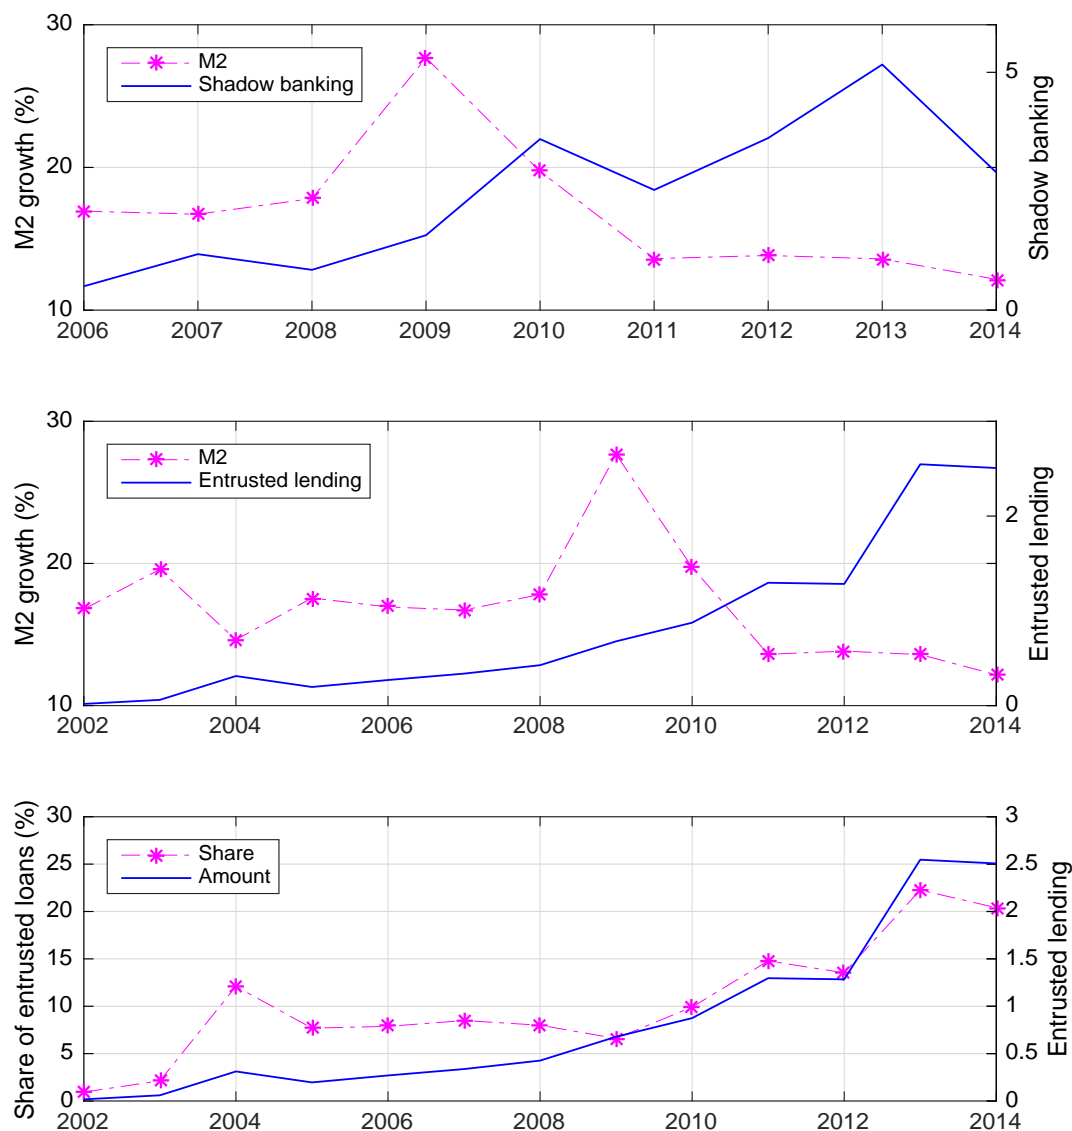 30
M2
Shadow banking
5
20
10
0
M2 growth (%)
Shadow banking
2006 2007 2008 2009 2010 2011 2012 2013 2014
30
M2
Entrusted lending
2
20
10
0
M2 growth (%)
Entrusted lending
2002 2004 2006 2008 2010 2012 2014
30 3
Share
Amount
25 2.5
20 2
15 1.5
10 1
5 0.5
0 0
Share of entrusted loans (%)
Entrusted lending
2002 2004 2006 2008 2010 2012 2014